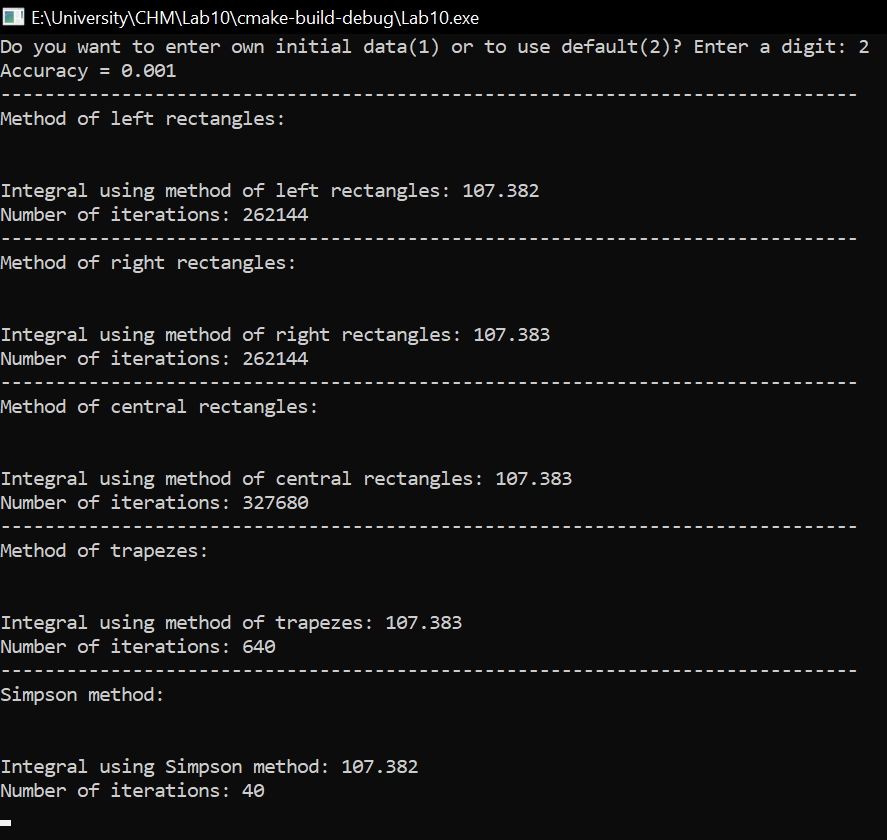 E:\University\CHM\Lab10\cmake-build-debug\Lab10.exe
Do you want to enter own initial data(1) or to use default(2)? Enter a digit: 2
Accuracy = 0.001
------------------------------------------------------------------------------
Method of left rectangles:
Integral using method of left rectangles: 107.382
Number of iterations: 262144
------------------------------------------------------------------------------
Method of right rectangles:
Integral using method of right rectangles: 107.383
Number of iterations: 262144
------------------------------------------------------------------------------
Method of central rectangles:
Integral using method of central rectangles: 107.383
Number of iterations: 327680
------------------------------------------------------------------------------
Method of trapezes:
Integral using method of trapezes: 107.383
Number of iterations: 640
------------------------------------------------------------------------------
Simpson method:
Integral using Simpson method: 107.382
Number of iterations: 40